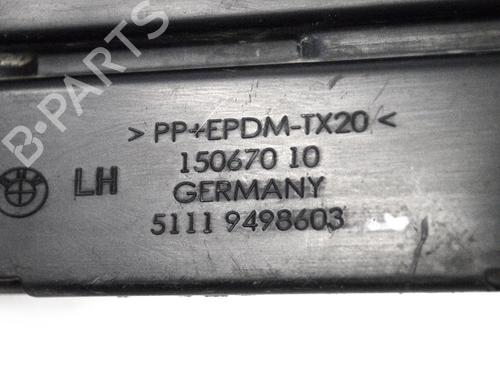 B-PARTS
>PP+EPDM-TX20<
LH
150670 10
GERMANY
5111 9498603